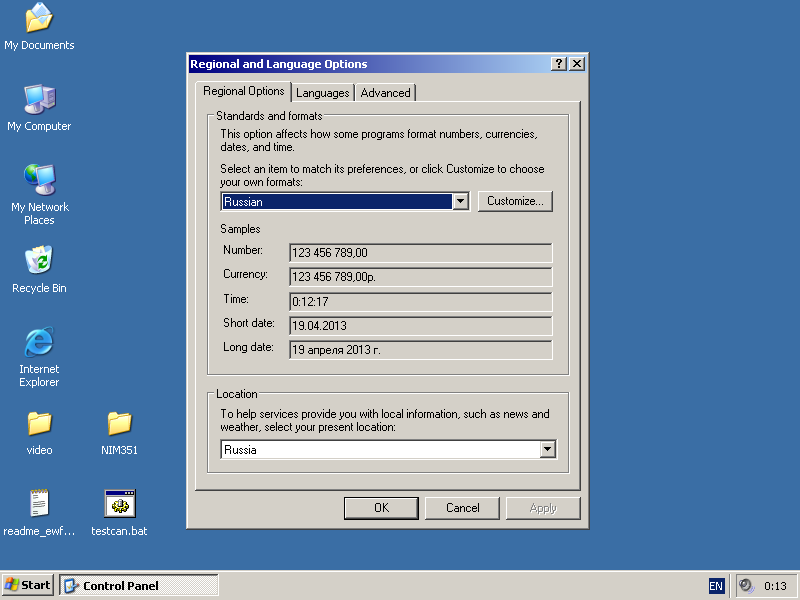 My Documents
My Computer
My Network
Places
Recycle Bin
Internet
Explorer
video
NIM351
readme_ewf...
testcan.bat
Regional and Language Options
Regional Options
Languages
Advanced
Standards and formats
This option affects how some programs format numbers, currencies,
dates, and time.
Select an item to match its preferences, or click Customize to choose
your own formats:
Russian
Customize...
Samples
Number:
123 456 789,00
Currency:
123 456 789,00р.
Time:
0:12:17
Short date:
19.04.2013
Long date:
19 апреля 2013 г.
Location
To help services provide you with local information, such as news and
weather, select your present location:
Russia
OK
Cancel
Apply
Start
Control Panel
EN
0:13